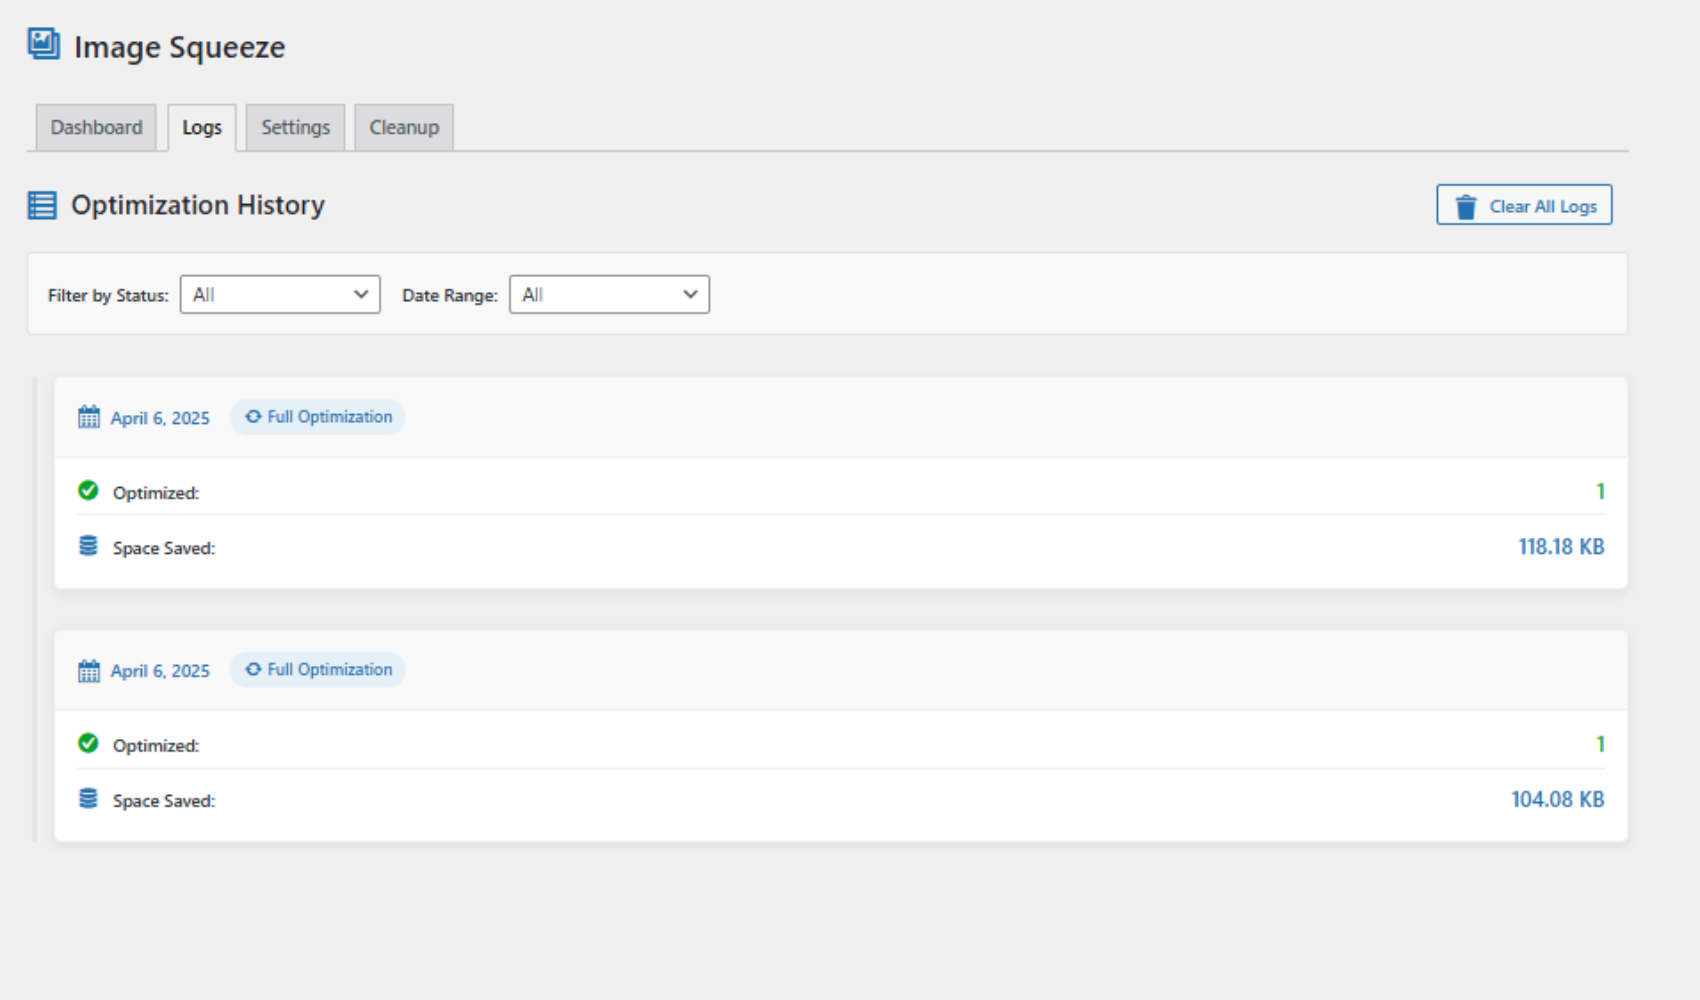 Image Squeeze
Dashboard Logs Settings Cleanup
Optimization History Clear All Logs
Filter by Status: All Date Range: All
April 6, 2025 Full Optimization
Optimized: 1
Space Saved: 118.18 KB
April 6, 2025 Full Optimization
Optimized: 1
Space Saved: 104.08 KB